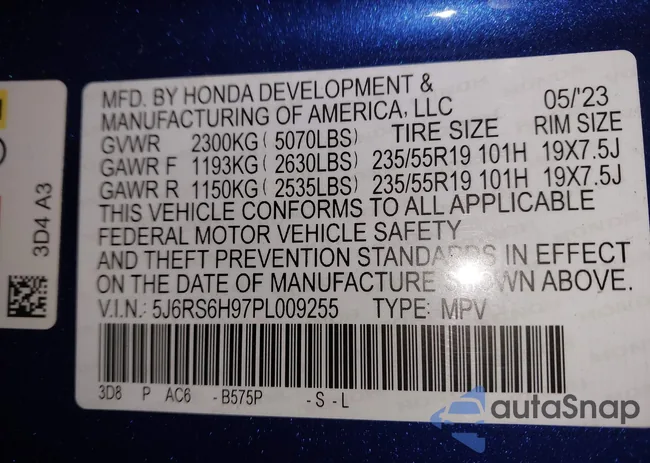 MFD. BY HONDA DEVELOPMENT &
MANUFACTURING OF AMERICA, LLC 05/'23
GVWR 2300KG ( 5070LBS) TIRE SIZE RIM SIZE
GAWR F 1193KG ( 2630LBS) 235/55R19 101H 19X7.5J
GAWR R 1150KG ( 2535LBS) 235/55R19 101H 19X7.5J
THIS VEHICLE CONFORMS TO ALL APPLICABLE
FEDERAL MOTOR VEHICLE SAFETY
AND THEFT PREVENTION STANDARDS IN EFFECT
ON THE DATE OF MANUFACTURE SHOWN ABOVE.
V.I.N.: 5J6RS6H97PL009255 TYPE: MPV
3D8 P AC6 - B575P - S - L
3D4 A3
autoSnap